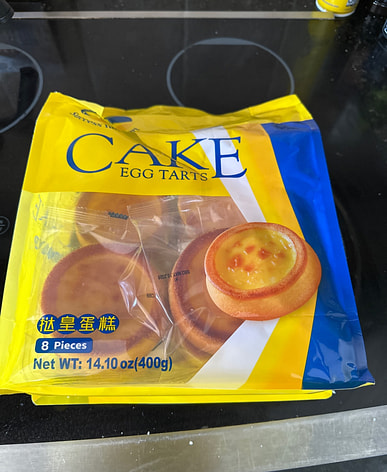 CAKE
EGG TARTS
挞皇蛋糕
8 Pieces
Net WT: 14.10 oz(400g)